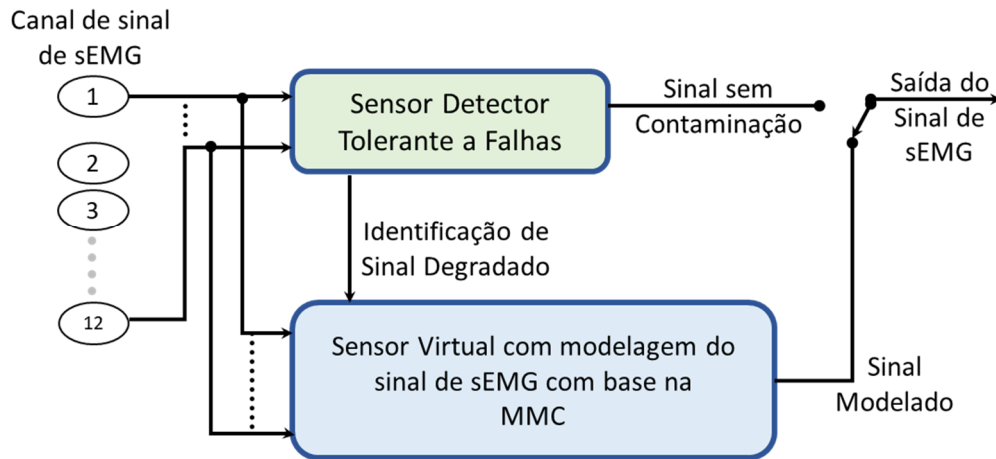 Canal de sinal
de sEMG
1
2
3
12
Sensor Detector
Tolerante a Falhas
Sinal sem
Contaminação
Saída do
Sinal de
sEMG
Identificação de
Sinal Degradado
Sensor Virtual com modelagem do
sinal de sEMG com base na
MMC
Sinal
Modelado